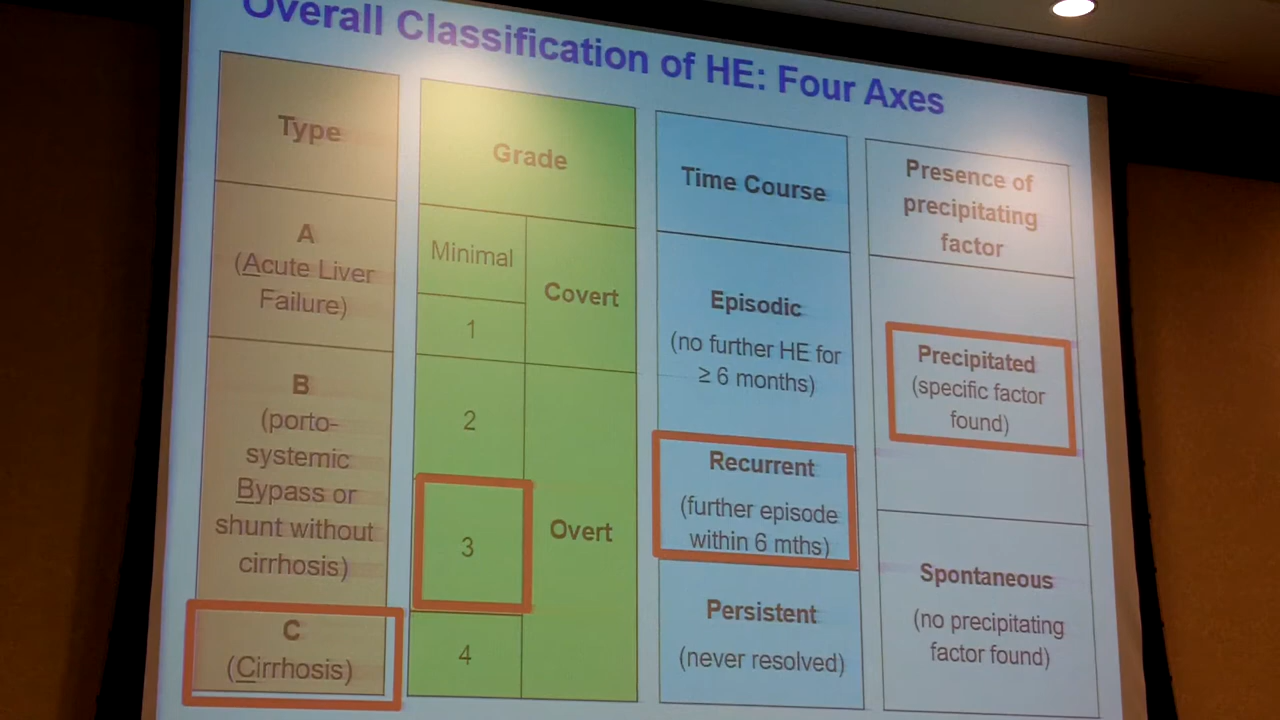 Overall Classification of HE: Four Axes
Type
A
(Acute Liver
Failure)
B
(porto-
systemic
Bypass or
shunt without
cirrhosis)
C
(Cirrhosis)
Grade
Minimal
1
Covert
2
3
4
Overt
Time Course
Episodic
(no further HE for
≥ 6 months)
Recurrent
(further episode
within 6 mths)
Persistent
(never resolved)
Presence of
precipitating
factor
Precipitated
(specific factor
found)
Spontaneous
(no precipitating
factor found)